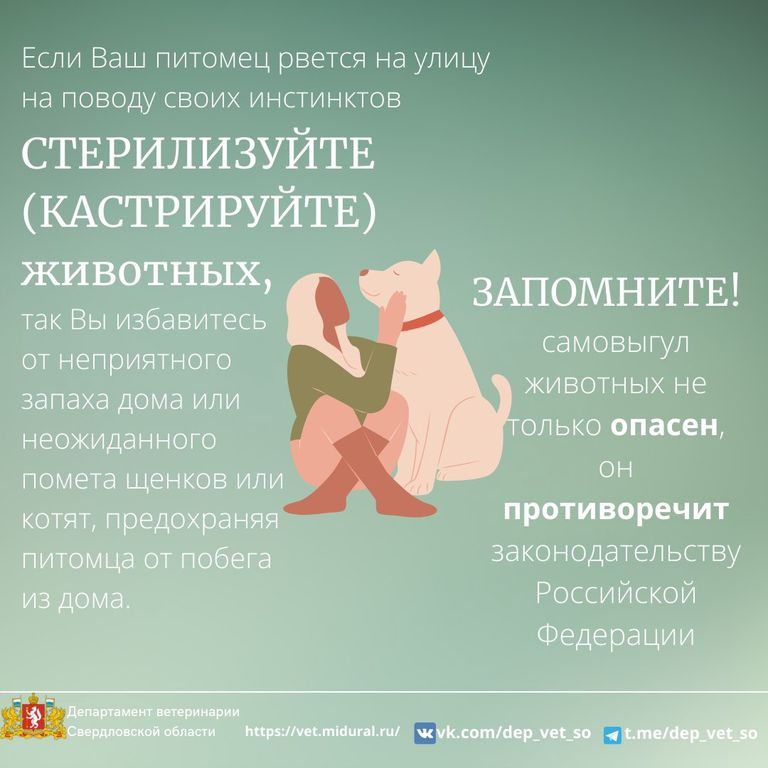 Если Ваш питомец рвется на улицу
на поводу своих инстинктов
СТЕРИЛИЗУЙТЕ
(КАСТРИРУЙТЕ)
животных,
так Вы избавитесь
от неприятного
запаха дома или
неожиданного
помета щенков или
котят, предохраняя
питомца от побега
из дома.
ЗАПОМНИТЕ!
самовыгул
животных не
только опасен,
он
противоречит
законодательству
Российской
Федерации
Департамент ветеринарии
Свердловской области
https://vet.midural.ru/
vk.com/dep_vet_so
t.me/dep_vet_so